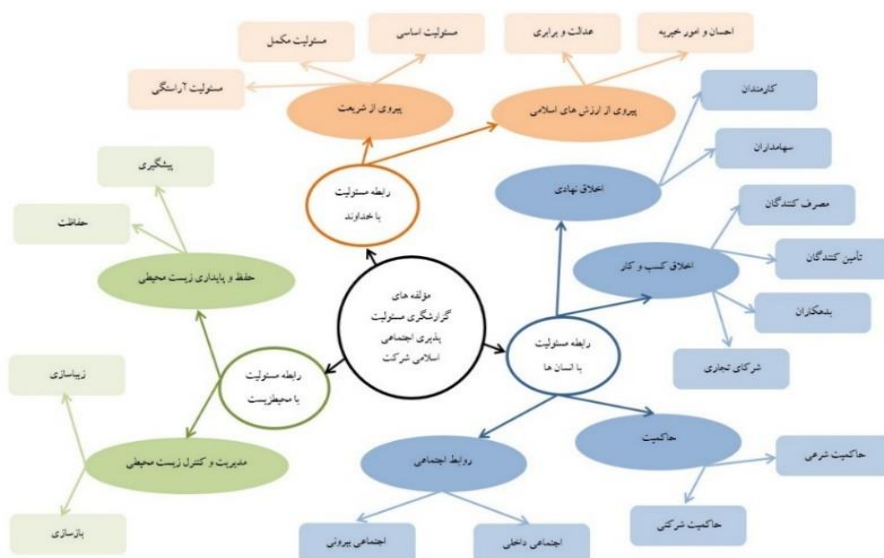 احسان و امور خیریه
عدالت و برابری
مسئولیت اساسی
مسئولیت مکمل
مسئولیت آراستگی
پیروی از ارزش های اسلامی
پیروی از شریعت
کارمندان
سهامداران
اخلاق نهادی
رابطه مسئولیت
با خداوند
پیشگیری
حفاظت
حفظ و پایداری زیست محیطی
مصرف کنندگان
تأمین کنندگان
اخلاق کسب و کار
بدهکاران
شرکای تجاری
مؤلفه های
گزارشگری مسئولیت
پذیری اجتماعی
اسلامی شرکت
رابطه مسئولیت
با انسان ها
رابطه مسئولیت
با محیطزیست
زیباسازی
مدیریت و کنترل زیست محیطی
بازسازی
حاکمیت
حاکمیت شرعی
حاکمیت شرکتی
روابط اجتماعی
اجتماعی داخلی
اجتماعی بیرونی